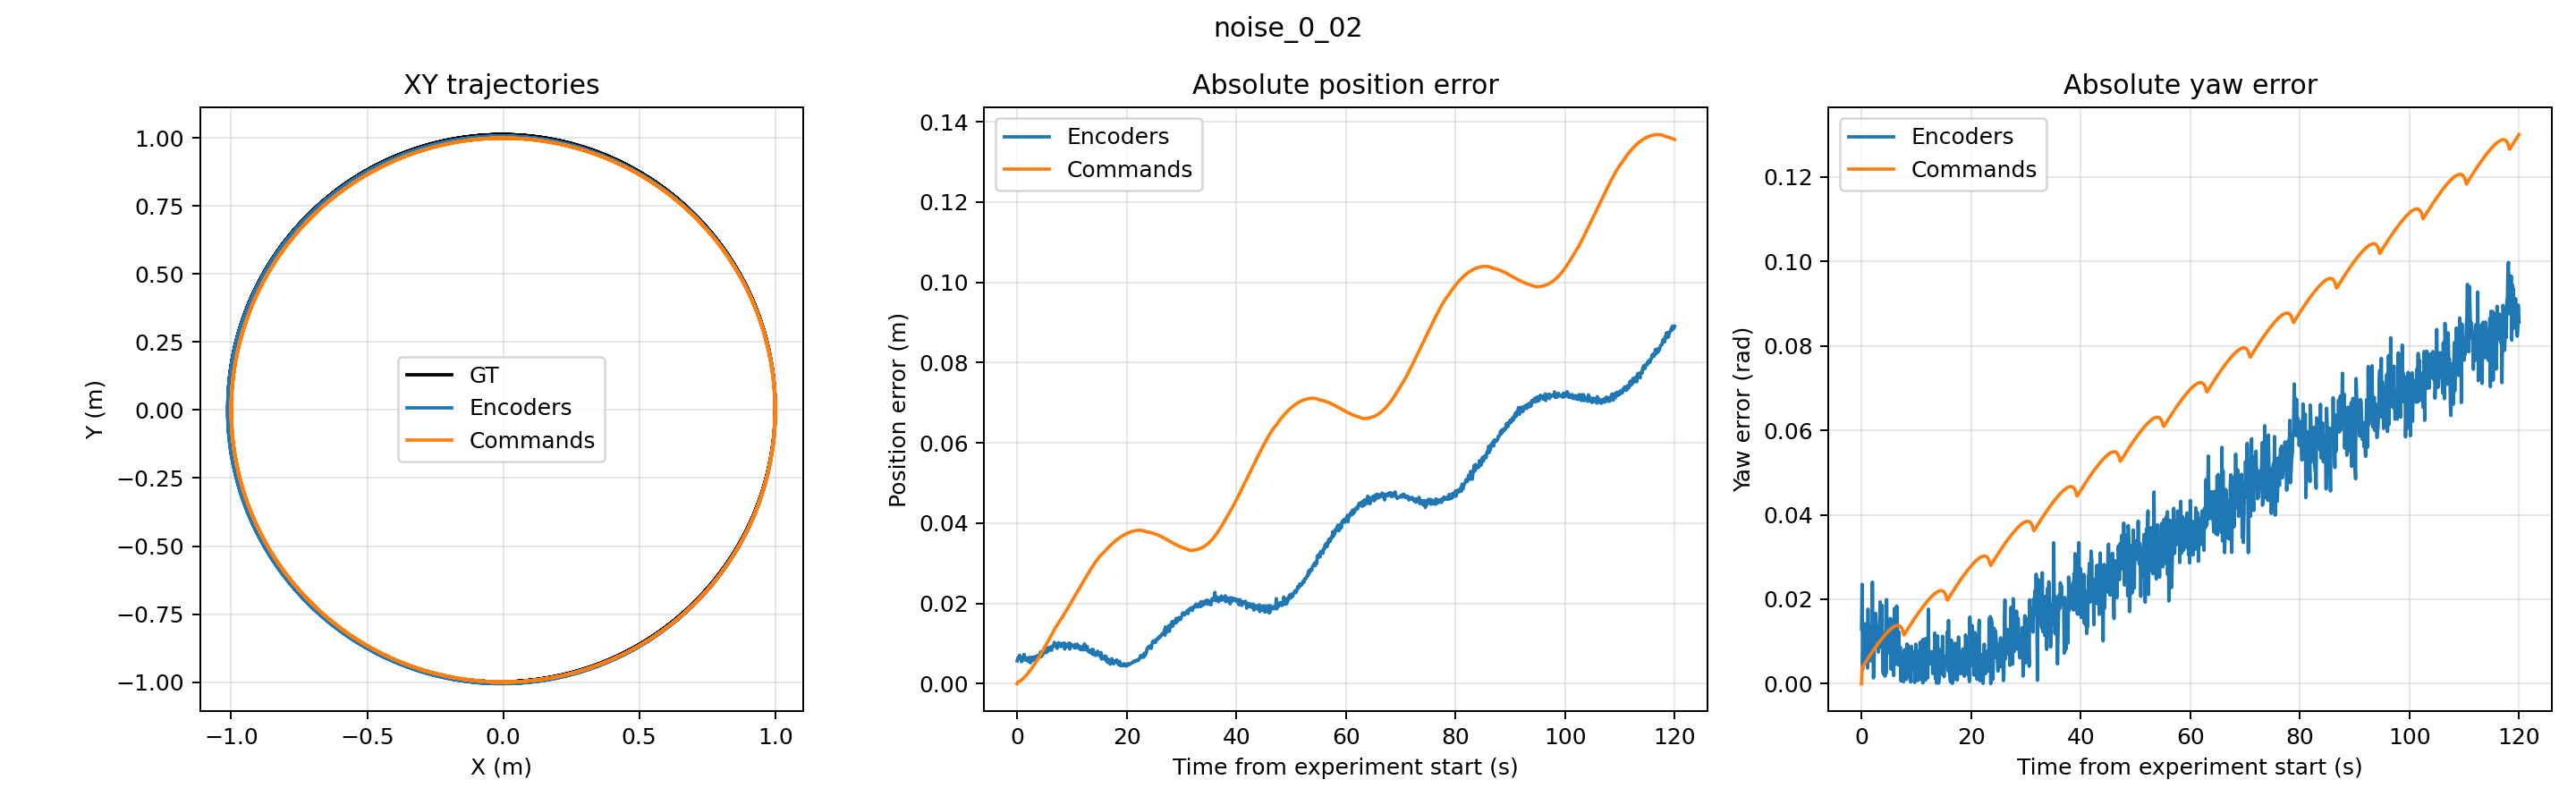 noise_0_02
XY trajectories
1.00
0.75
0.50
0.25
0.00
−0.25
−0.50
−0.75
−1.00
Y (m)
GT
Encoders
Commands
−1.0 −0.5 0.0 0.5 1.0
X (m)
Absolute position error
Encoders
Commands
0.14
0.12
0.10
0.08
0.06
0.04
0.02
0.00
Position error (m)
0 20 40 60 80 100 120
Time from experiment start (s)
Absolute yaw error
Encoders
Commands
0.12
0.10
0.08
0.06
0.04
0.02
0.00
Yaw error (rad)
0 20 40 60 80 100 120
Time from experiment start (s)